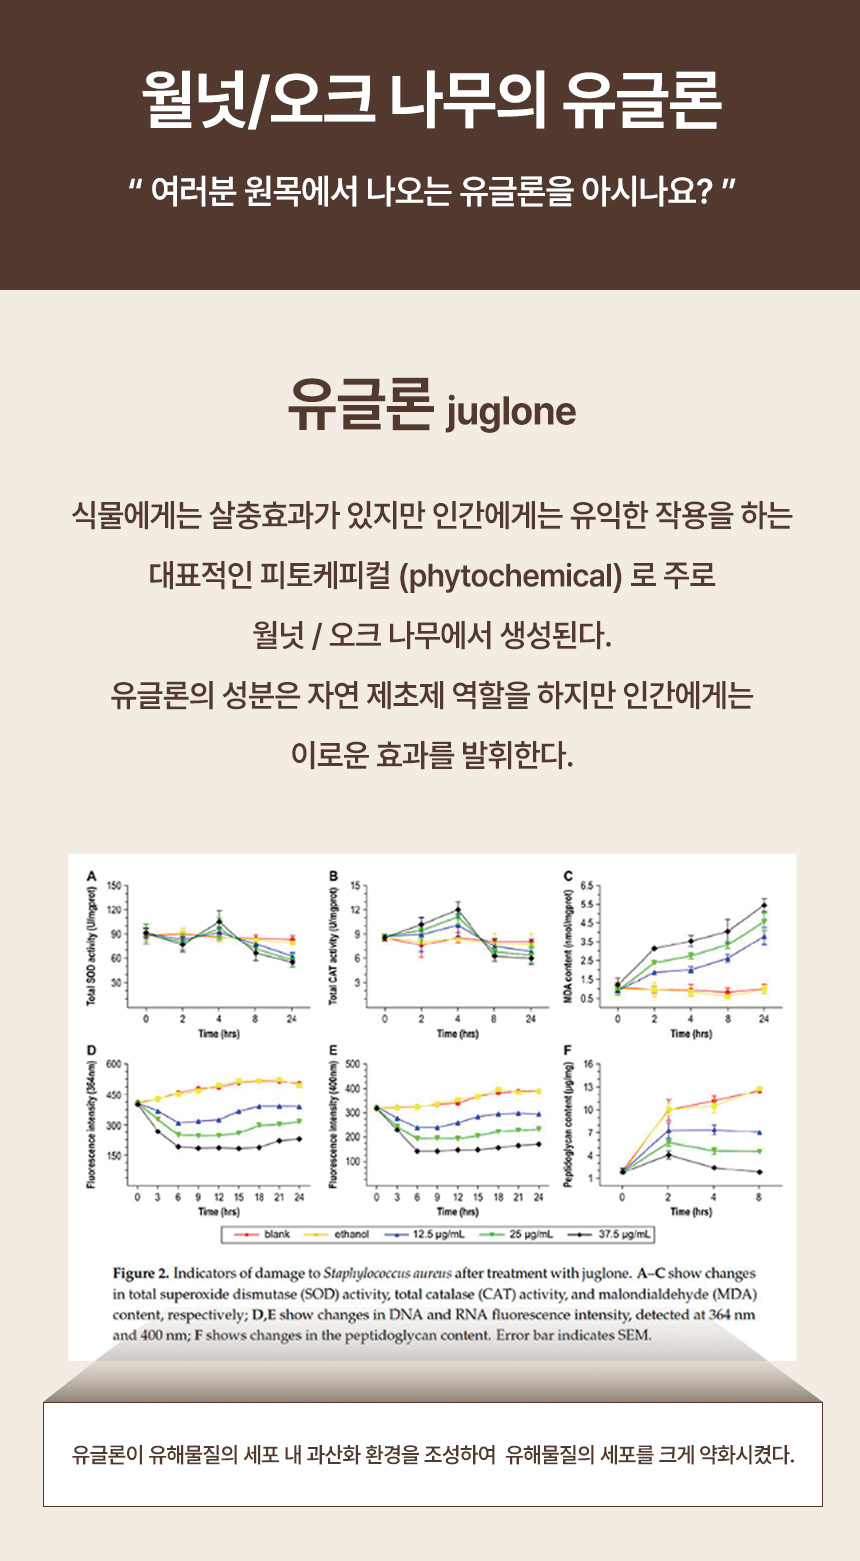 월넛/오크 나무의 유글론
“ 여러분 원목에서 나오는 유글론을 아시나요? ”
유글론 juglone
식물에게는 살충효과가 있지만 인간에게는 유익한 작용을 하는
대표적인 피토케피컬 (phytochemical) 로 주로
월넛 / 오크 나무에서 생성된다.
유글론의 성분은 자연 제초제 역할을 하지만 인간에게는
이로운 효과를 발휘한다.
A
Total SOD activity (U/mgprot)
150
120
90
60
30
0 2 4 8 24
Time (hrs)
B
Total CAT activity (U/mgprot)
15
12
9
6
3
0 2 4 8 24
Time (hrs)
C
MDA content (nmol/mgprot)
6.5
5.5
4.5
3.5
2.5
1.5
0.5
0 2 4 8 24
Time (hrs)
D
Fluorescence intensity (364nm)
600
450
300
150
0 3 6 9 12 15 18 21 24
Time (hrs)
E
Fluorescence intensity (400nm)
500
400
300
200
100
0 3 6 9 12 15 18 21 24
Time (hrs)
F
Peptidoglycan content (µg/mg)
16
13
10
7
4
1
0 2 4 8
Time (hrs)
blank ethanol 12.5 µg/mL 25 µg/mL 37.5 µg/mL
Figure 2. Indicators of damage to Staphylococcus aureus after treatment with juglone. A–C show changes
in total superoxide dismutase (SOD) activity, total catalase (CAT) activity, and malondialdehyde (MDA)
content, respectively; D,E show changes in DNA and RNA fluorescence intensity, detected at 364 nm
and 400 nm; F shows changes in the peptidoglycan content. Error bar indicates SEM.
유글론이 유해물질의 세포 내 과산화 환경을 조성하여 유해물질의 세포를 크게 약화시켰다.